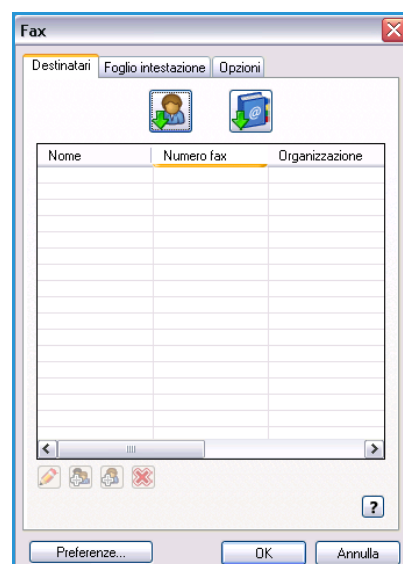 Fax
Destinatari Foglio intestazione Opzioni
@
Nome Numero fax Organizzazione
?
Preferenze... OK Annulla